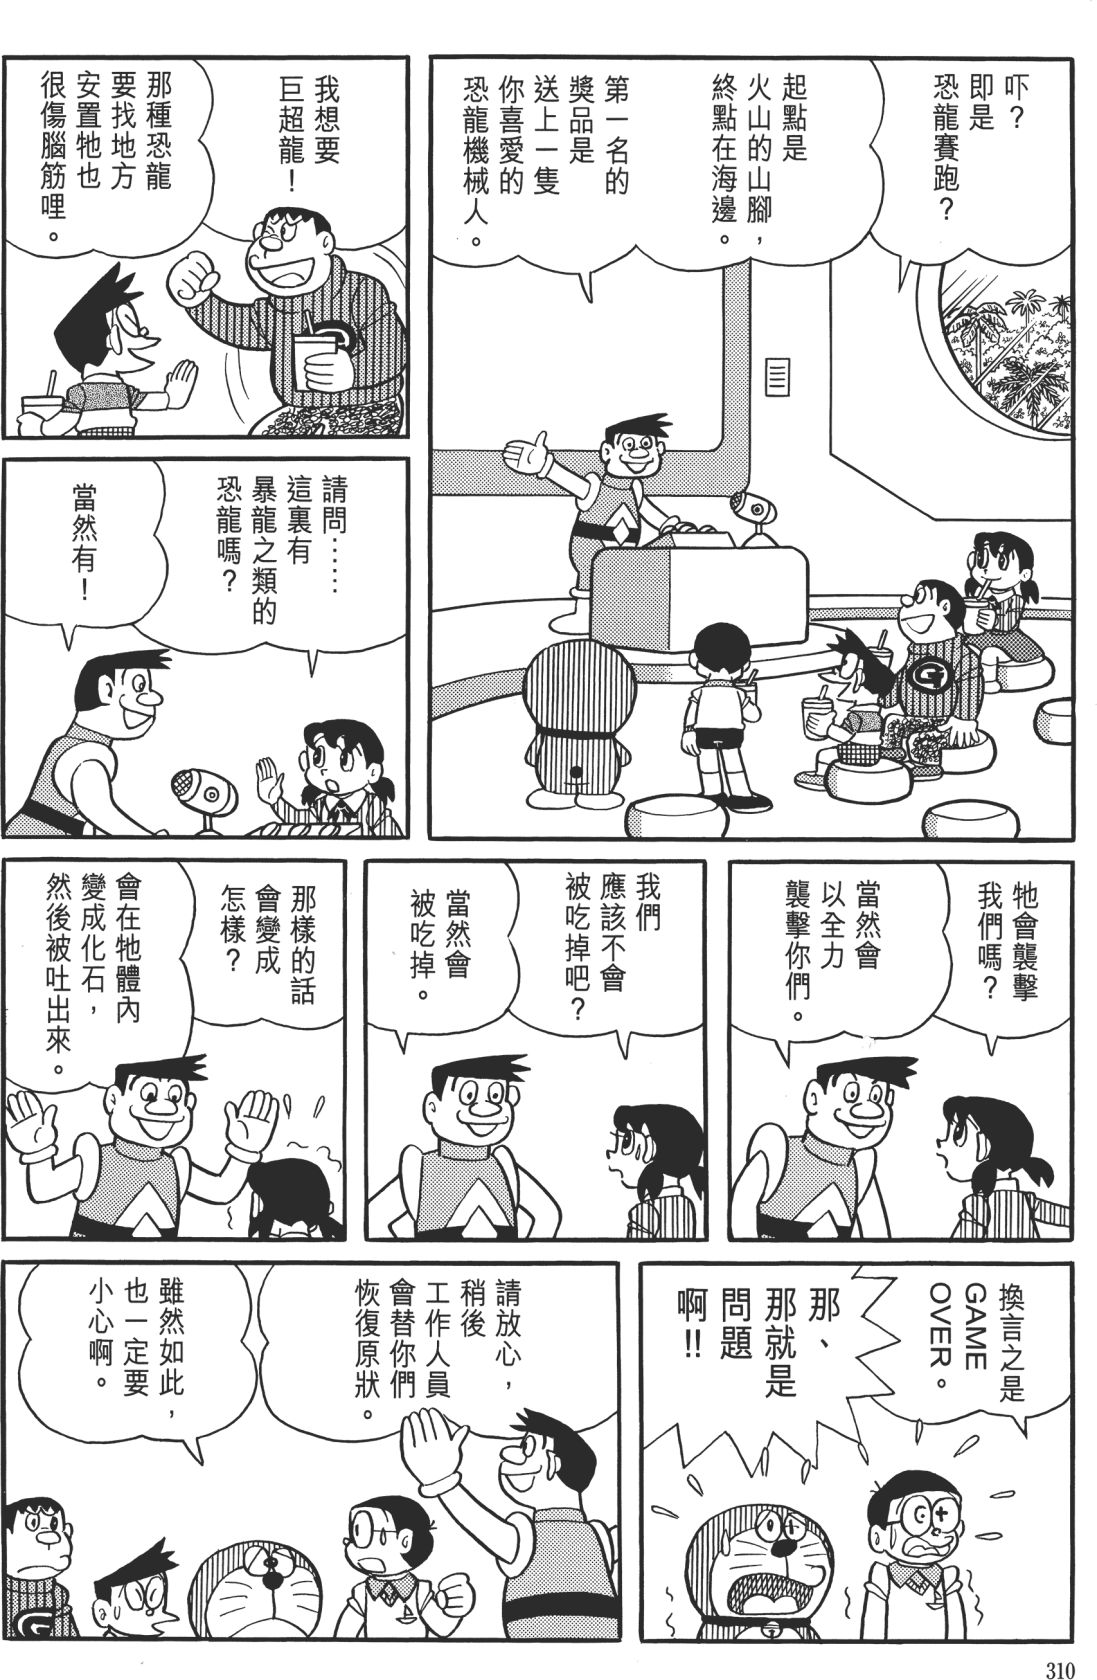 吓？
即是
恐龍賽跑？
起點是
火山的山腳，
終點在海邊。
第一名的
獎品是
送上一隻
你喜愛的
恐龍機械人。
我想要
巨超龍！
那種恐龍
要找地方
安置牠也
很傷腦筋哩。
請問……
這裏有
暴龍之類的
恐龍嗎？
當然有！
牠會襲擊
我們嗎？
當然會
以全力
襲擊你們。
我們
應該不會
被吃掉吧？
當然會
被吃掉。
那樣的話
會變成
怎樣？
會在牠體內
變成化石，
然後被吐出來。
換言之是
GAME
OVER。
那、
那就是
問題
啊!!
請放心，
稍後
工作人員
會替你們
恢復原狀。
雖然如此，
也一定要
小心啊。
G
G
310